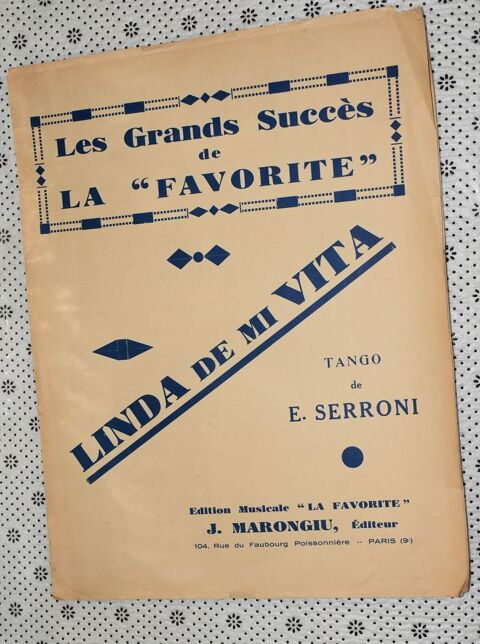 Les Grands Succès
de
LA "FAVORITE"
LINDA DE MI VITA
TANGO
de
E. SERRONI
Edition Musicale "LA FAVORITE"
J. MARONGIU, Éditeur
104, Rue du Faubourg Poissonnière -- PARIS (9ᵉ)